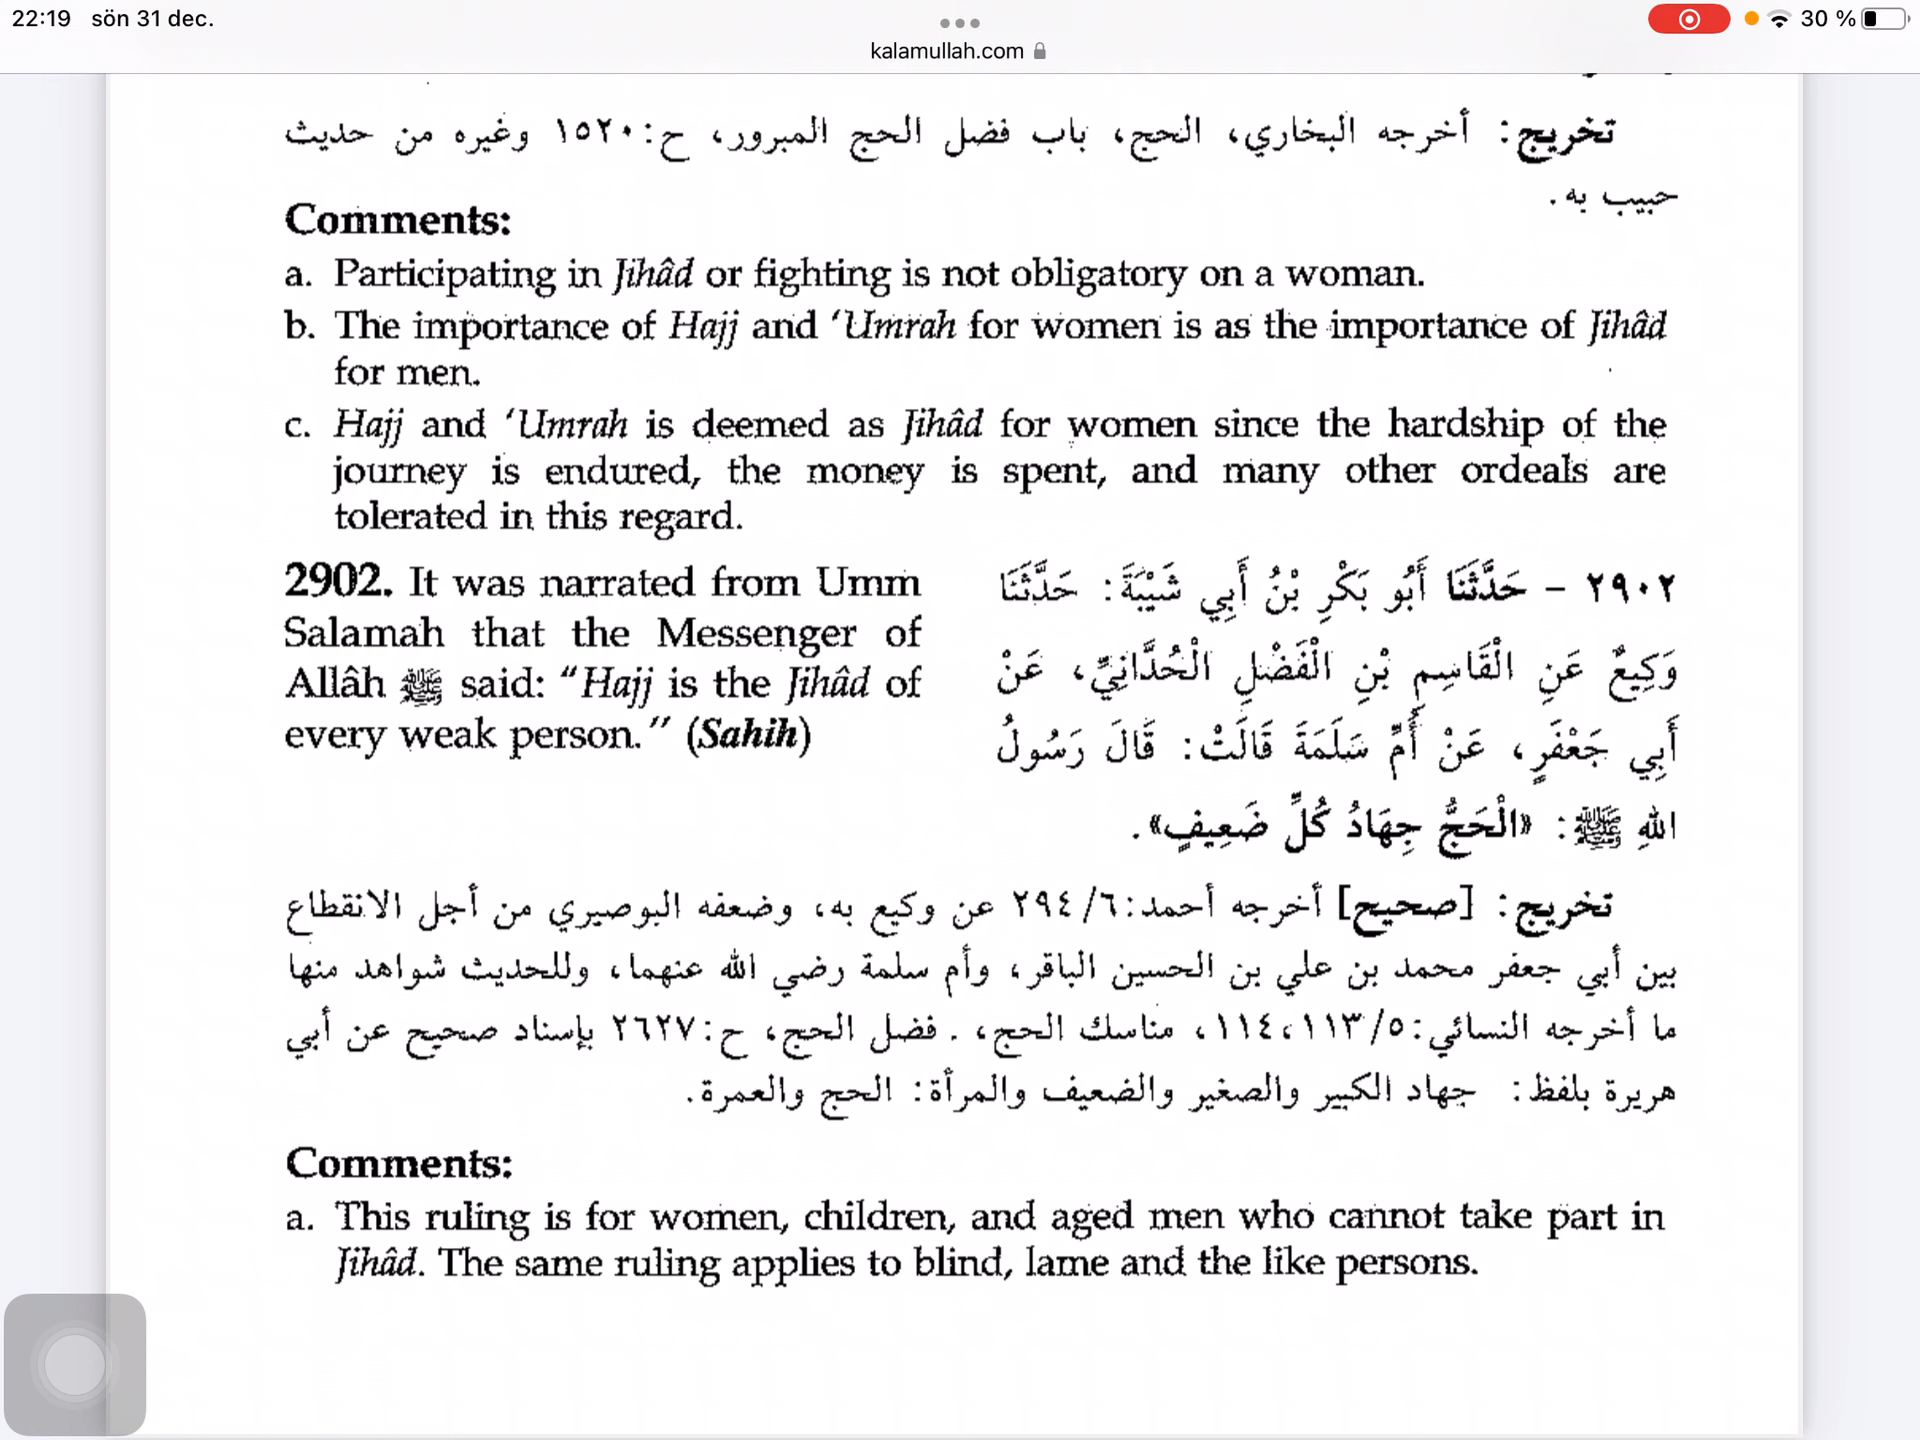 22:19 sön 31 dec.
30 %
kalamullah.com
تخريج: أخرجه البخاري، الحج، باب فضل الحج المبرور، ح:١٥٢٠ وغيره من حديث
حبيب به.
Comments:
a. Participating in Jihâd or fighting is not obligatory on a woman.
b. The importance of Hajj and ‘Umrah for women is as the importance of Jihâd
for men.
c. Hajj and ‘Umrah is deemed as Jihâd for women since the hardship of the
journey is endured, the money is spent, and many other ordeals are
tolerated in this regard.
2902. It was narrated from Umm
Salamah that the Messenger of
Allâh ﷺ said: “Hajj is the Jihâd of
every weak person.” (Sahih)
٢٩٠٢ - حَدَّثَنَا أَبُو بَكْرِ بْنُ أَبِي شَيْبَةَ: حَدَّثَنَا
وَكِيعٌ عَنِ الْقَاسِمِ بْنِ الْفَضْلِ الْحُدَّانِيِّ، عَنْ
أَبِي جَعْفَرٍ، عَنْ أُمِّ سَلَمَةَ قَالَتْ: قَالَ رَسُولُ
اللهِ ﷺ: «الْحَجُّ جِهَادُ كُلِّ ضَعِيفٍ».
تخريج: [صحيح] أخرجه أحمد:٦/ ٢٩٤ عن وكيع به، وضعفه البوصيري من أجل الانقطاع
بين أبي جعفر محمد بن علي بن الحسين الباقر، وأم سلمة رضي الله عنهما، وللحديث شواهد منها
ما أخرجه النسائي:٥/ ١١٣،١١٤، مناسك الحج، . فضل الحج، ح:٢٦٢٧ بإسناد صحيح عن أبي
هريرة بلفظ: جهاد الكبير والصغير والضعيف والمرأة: الحج والعمرة.
Comments:
a. This ruling is for women, children, and aged men who cannot take part in
Jihâd. The same ruling applies to blind, lame and the like persons.